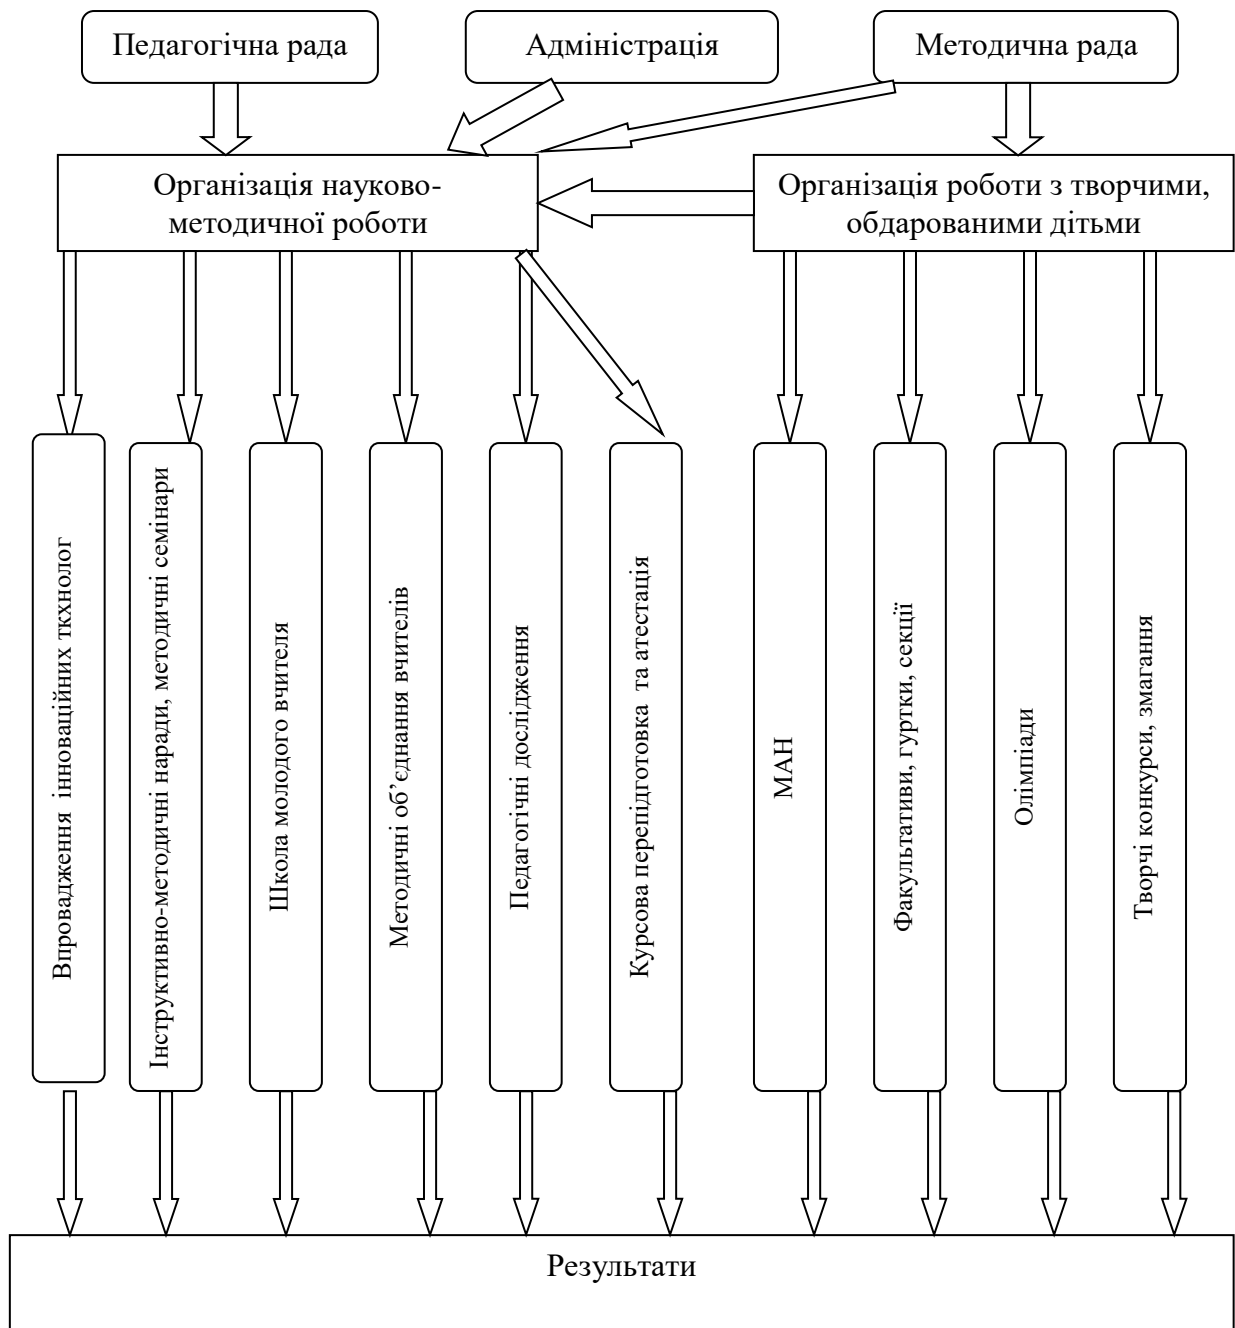 Педагогічна рада
Адміністрація
Методична рада
Організація науково-
методичної роботи
Організація роботи з творчими,
обдарованими дітьми
Впровадження інноваційних ткхнолог
Інструктивно-методичні наради, методичні семінари
Школа молодого вчителя
Методичні об’єднання вчителів
Педагогічні дослідження
Курсова перепідготовка та атестація
МАН
Факультативи, гуртки, секції
Олімпіади
Творчі конкурси, змагання
Результати